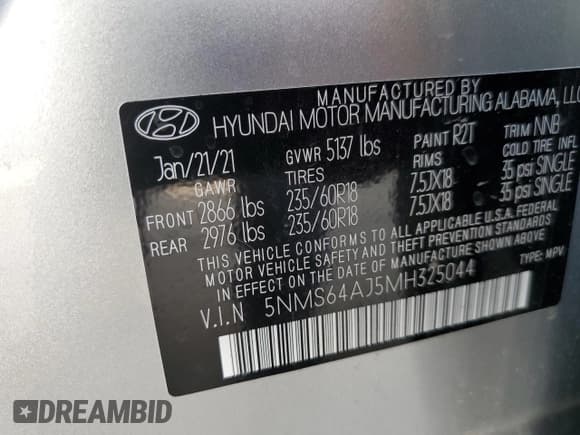 MANUFACTURED BY
HYUNDAI MOTOR MANUFACTURING ALABAMA, LLC
Jan/21/21 GVWR 5137 lbs PAINT R2T TRIM NNB
GAWR TIRES RIMS COLD TIRE INFL
FRONT 2866 lbs 235/60R18 7.5JX18 35 psi SINGLE
REAR 2976 lbs 235/60R18 7.5JX18 35 psi SINGLE
THIS VEHICLE CONFORMS TO ALL APPLICABLE U.S.A. FEDERAL
MOTOR VEHICLE SAFETY AND THEFT PREVENTION STANDARDS
IN EFFECT ON THE DATE OF MANUFACTURE SHOWN ABOVE.
V.I.N 5NMS64AJ5MH325044 TYPE: MPV
DREAMBID